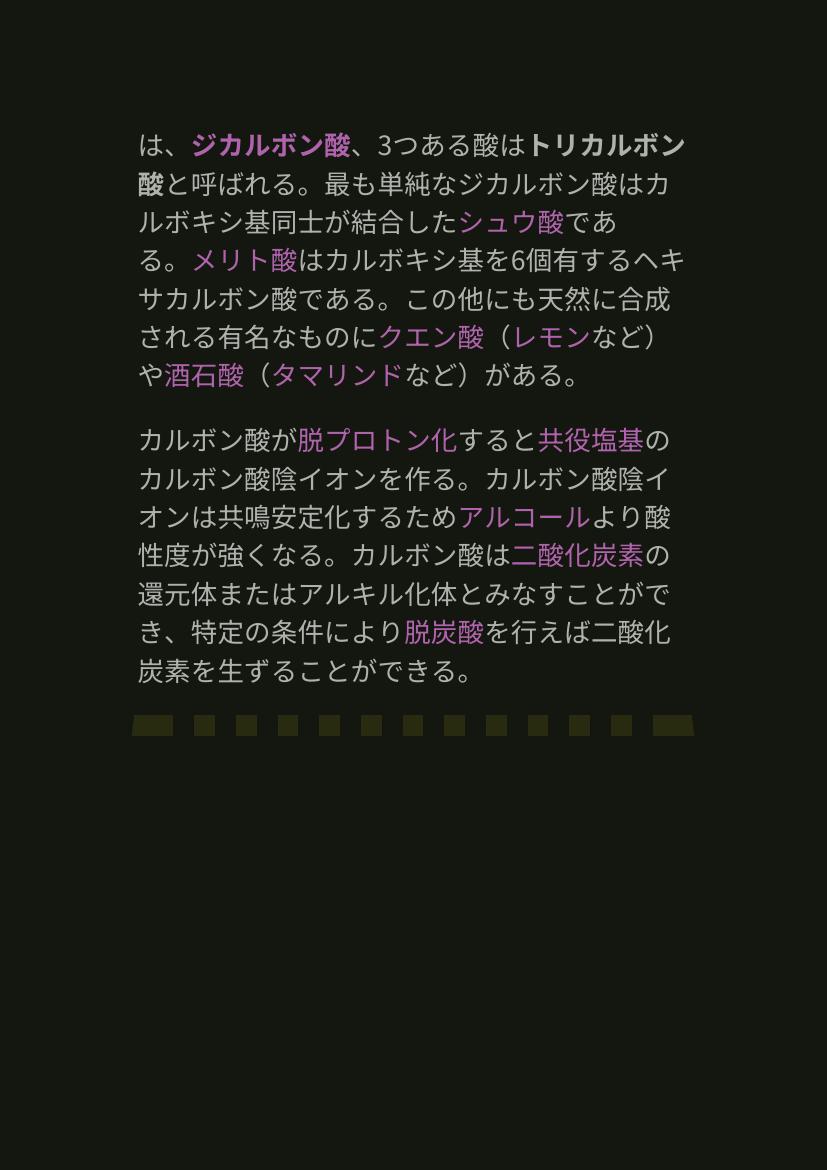 は、ジカルボン酸、3つある酸はトリカルボン
酸と呼ばれる。最も単純なジカルボン酸はカ
ルボキシ基同士が結合したシュウ酸であ
る。メリト酸はカルボキシ基を6個有するヘキ
サカルボン酸である。この他にも天然に合成
される有名なものにクエン酸（レモンなど）
や酒石酸（タマリンドなど）がある。
カルボン酸が脱プロトン化すると共役塩基の
カルボン酸陰イオンを作る。カルボン酸陰イ
オンは共鳴安定化するためアルコールより酸
性度が強くなる。カルボン酸は二酸化炭素の
還元体またはアルキル化体とみなすことがで
き、特定の条件により脱炭酸を行えば二酸化
炭素を生ずることができる。